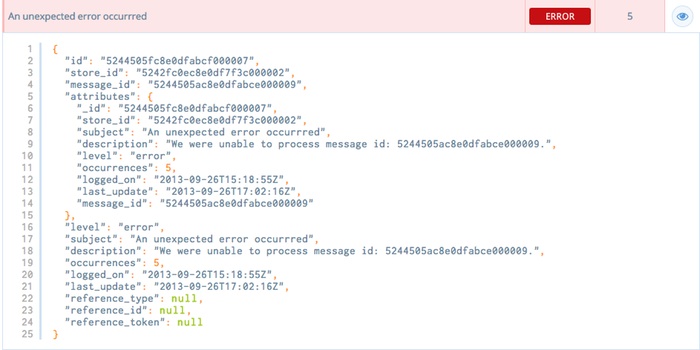 An unexpected error occurrred ERROR 5
1 {
2 "id": "5244505fc8e0dfabcf000007",
3 "store_id": "5242fc0ec8e0df7f3c000002",
4 "message_id": "5244505ac8e0dfabce000009",
5 "attributes": {
6 "_id": "5244505fc8e0dfabcf000007",
7 "store_id": "5242fc0ec8e0df7f3c000002",
8 "subject": "An unexpected error occurrred",
9 "description": "We were unable to process message id: 5244505ac8e0dfabce000009.",
10 "level": "error",
11 "occurrences": 5,
12 "logged_on": "2013-09-26T15:18:55Z",
13 "last_update": "2013-09-26T17:02:16Z",
14 "message_id": "5244505ac8e0dfabce000009"
15 },
16 "level": "error",
17 "subject": "An unexpected error occurrred",
18 "description": "We were unable to process message id: 5244505ac8e0dfabce000009.",
19 "occurrences": 5,
20 "logged_on": "2013-09-26T15:18:55Z",
21 "last_update": "2013-09-26T17:02:16Z",
22 "reference_type": null,
23 "reference_id": null,
24 "reference_token": null
25 }